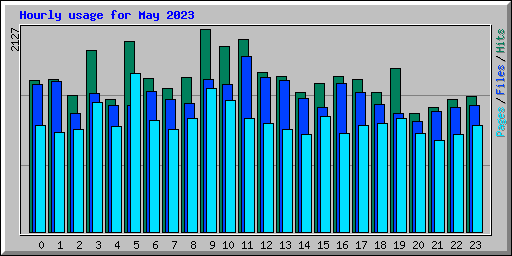 Hourly usage for May 2023
2127
Pages / Files / Hits
0 1 2 3 4 5 6 7 8 9 10 11 12 13 14 15 16 17 18 19 20 21 22 23